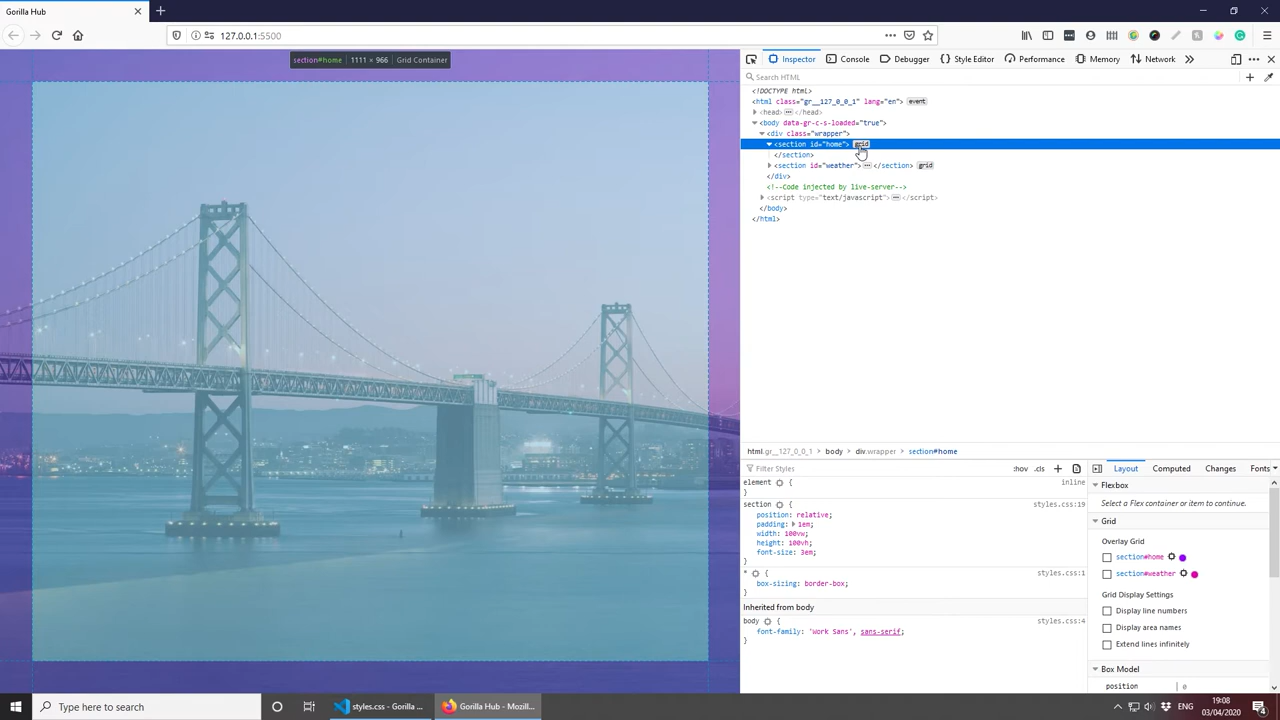 Gorilla Hub
127.0.0.1:5500
section#home 1111 × 966 Grid Container
Inspector Console Debugger Style Editor Performance Memory Network
Search HTML
<!DOCTYPE html>
<html class="gr__127_0_0_1" lang="en"> event
<head> </head>
<body data-gr-c-s-loaded="true">
<div class="wrapper">
<section id="home"> grid
</section>
<section id="weather"> </section> grid
</div>
<!--Code injected by live-server-->
<script type="text/javascript"> </script>
</body>
</html>
html.gr__127_0_0_1 body div.wrapper section#home
Filter Styles :hov .cls
Layout Computed Changes Fonts
element { inline
}
section { styles.css:19
position: relative;
padding: 1em;
width: 100vw;
height: 100vh;
font-size: 3em;
}
* { styles.css:1
box-sizing: border-box;
}
Inherited from body
body { styles.css:4
font-family: 'Work Sans', sans-serif;
}
Flexbox
Select a Flex container or item to continue.
Grid
Overlay Grid
section#home
section#weather
Grid Display Settings
Display line numbers
Display area names
Extend lines infinitely
Box Model
position 0
Type here to search
styles.css - Gorilla ...
Gorilla Hub - Mozill...
ENG
19:08
03/04/2020
4